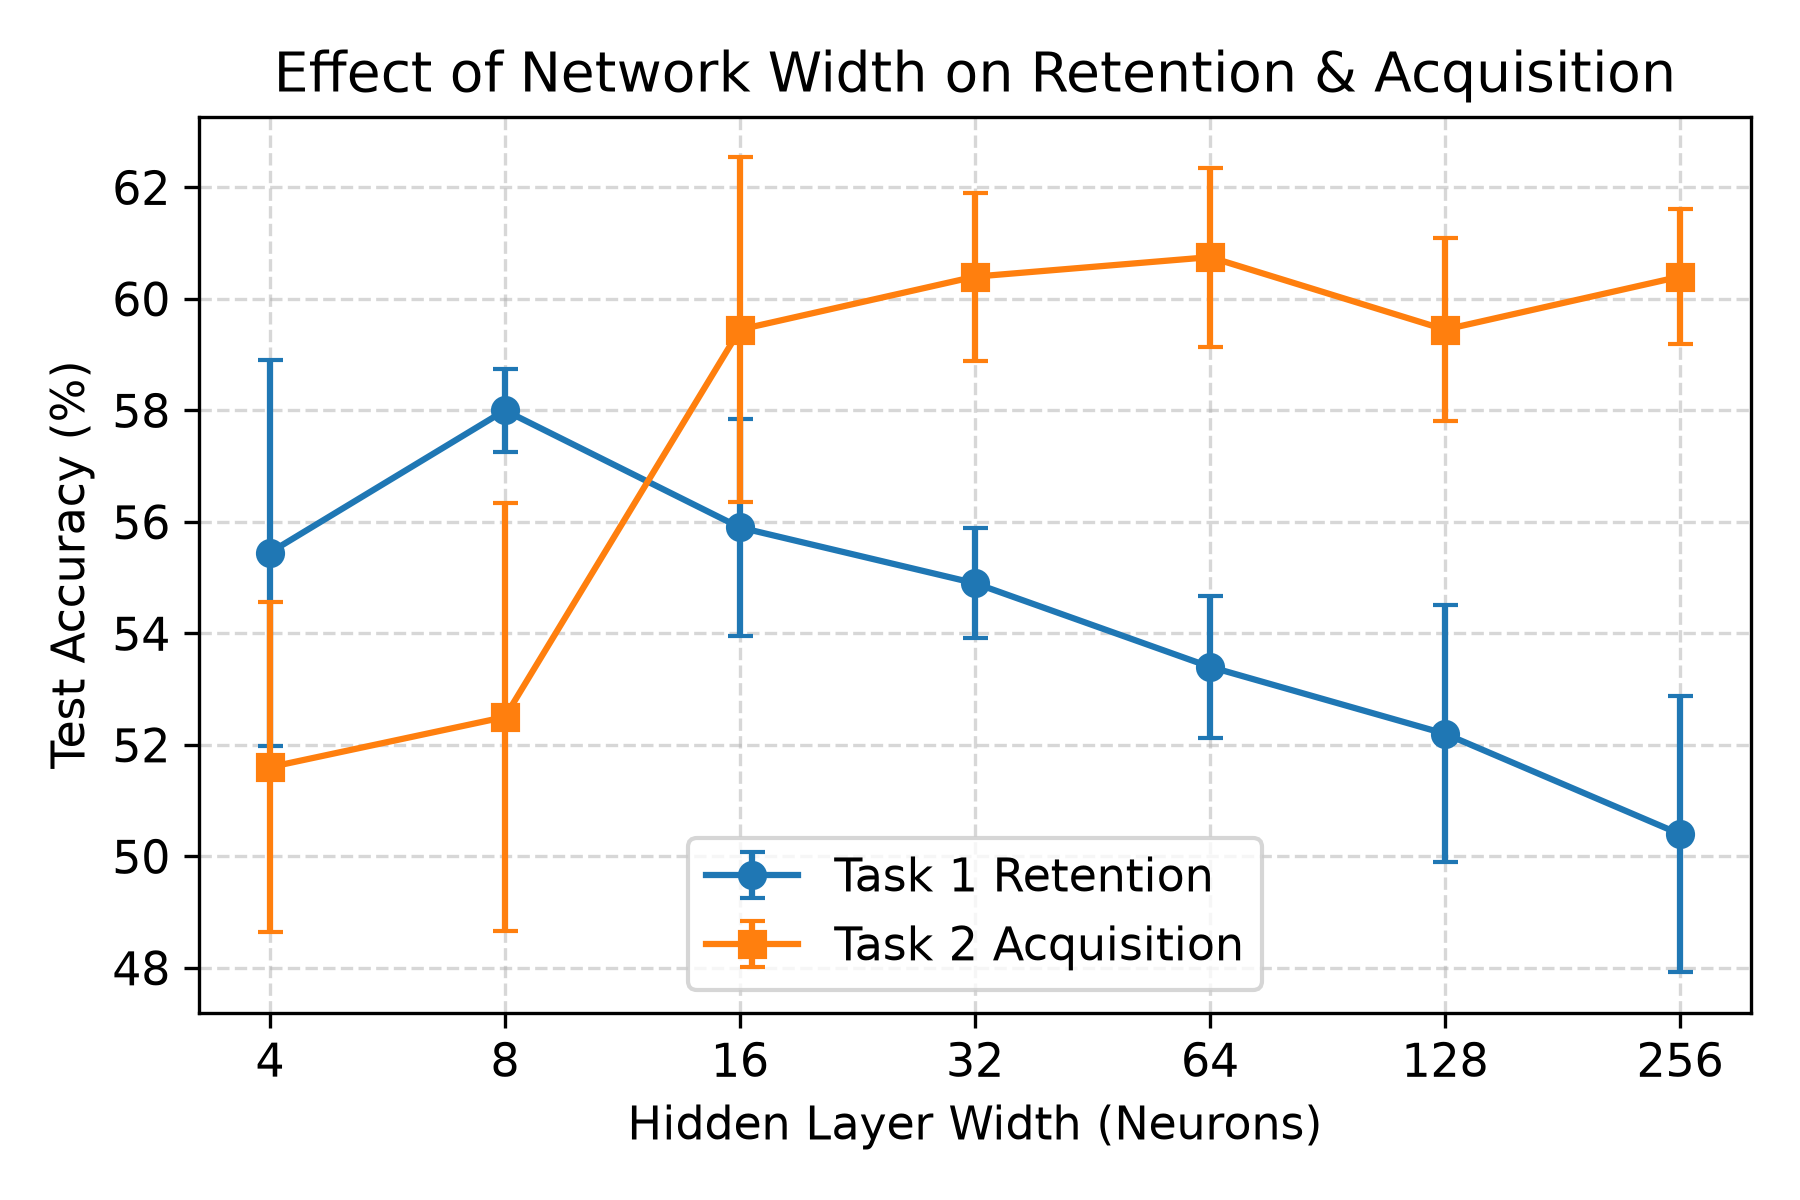 Effect of Network Width on Retention & Acquisition
Test Accuracy (%)
62
60
58
56
54
52
50
48
Task 1 Retention
Task 2 Acquisition
4 8 16 32 64 128 256
Hidden Layer Width (Neurons)